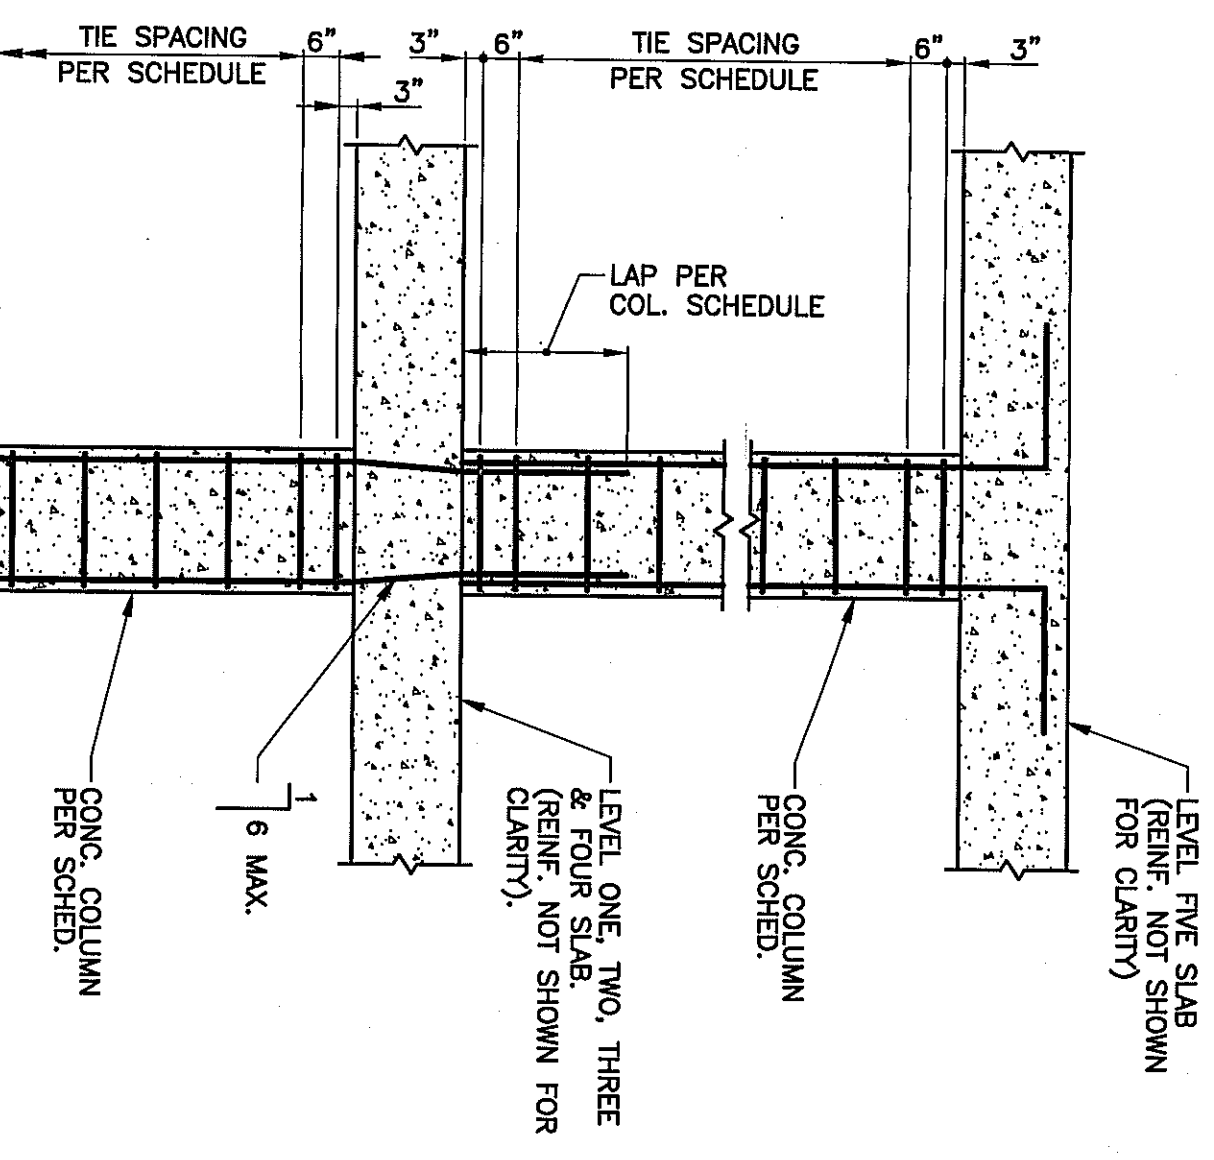 TIE SPACING
PER SCHEDULE
6"
3"
3"
6"
TIE SPACING
PER SCHEDULE
6"
3"
LAP PER
COL. SCHEDULE
LEVEL FIVE SLAB
(REINF. NOT SHOWN
FOR CLARITY)
CONC. COLUMN
PER SCHED.
LEVEL ONE, TWO, THREE
& FOUR SLAB.
(REINF. NOT SHOWN FOR
CLARITY).
1
6 MAX.
CONC. COLUMN
PER SCHED.